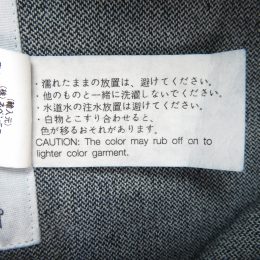 ・濡れたままの放置は、避けてください。
・他のものと一緒に洗濯しないでください。
・水道水の注水放置は、避けてください。
・白物とこすり合わせると、
色が移るおそれがあります。
CAUTION: The color may rub off on to
lighter color garment.